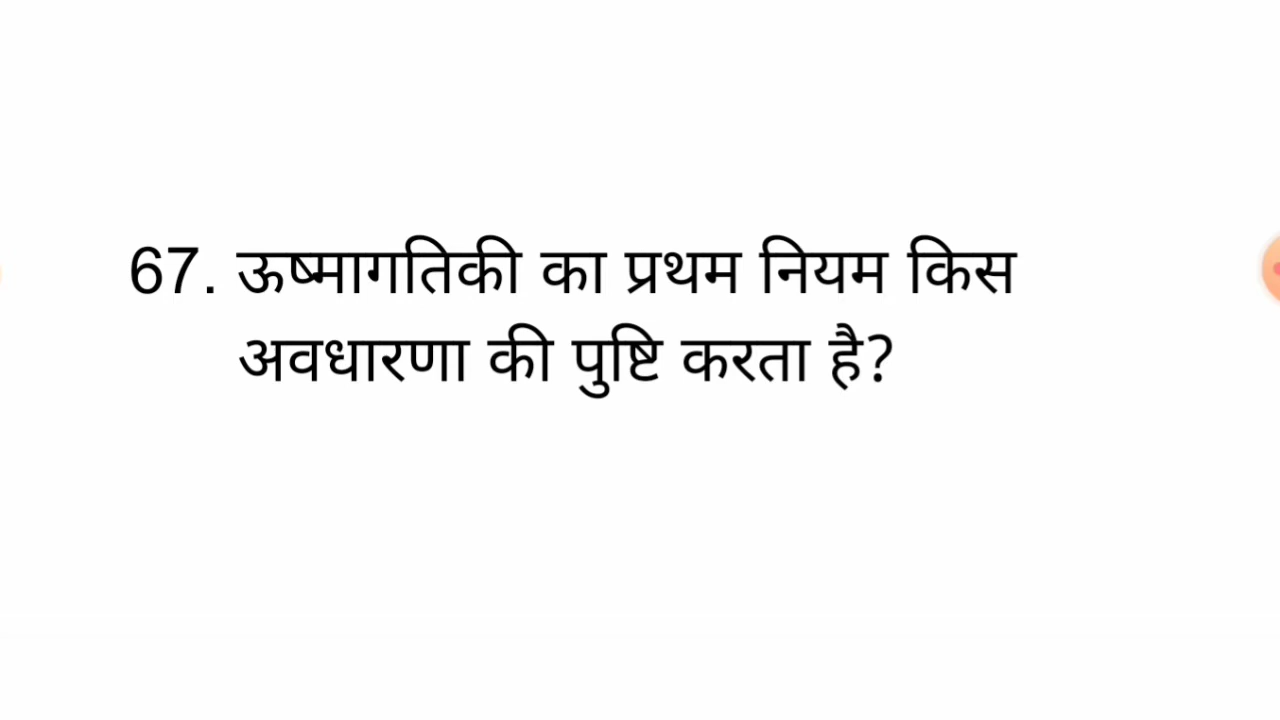 67. ऊष्मागतिकी का प्रथम नियम किस
अवधारणा की पुष्टि करता है?